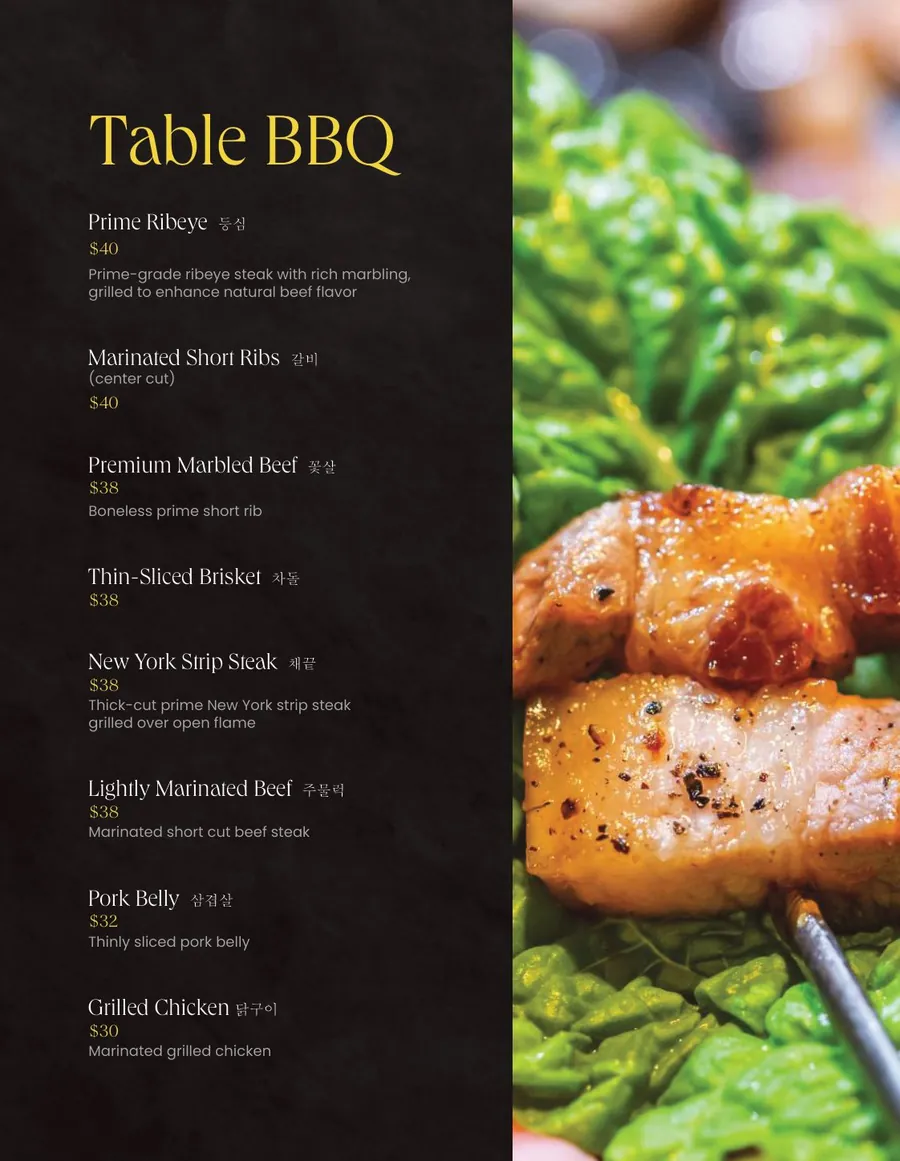 Table BBQ
Prime Ribeye 등심
$40
Prime-grade ribeye steak with rich marbling,
grilled to enhance natural beef flavor
Marinated Short Ribs 갈비
(center cut)
$40
Premium Marbled Beef 꽃살
$38
Boneless prime short rib
Thin-Sliced Brisket 차돌
$38
New York Strip Steak 채끝
$38
Thick-cut prime New York strip steak
grilled over open flame
Lightly Marinated Beef 주물럭
$38
Marinated short cut beef steak
Pork Belly 삼겹살
$32
Thinly sliced pork belly
Grilled Chicken 닭구이
$30
Marinated grilled chicken